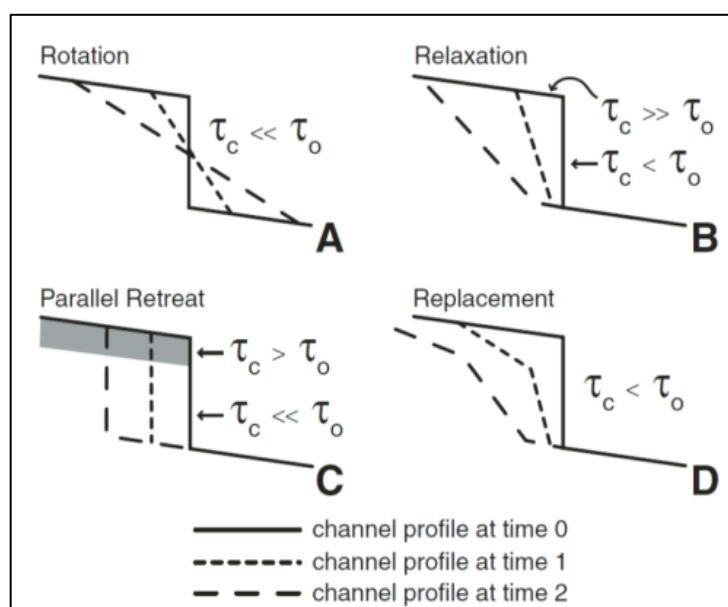 Rotation
τc << τo
A
Relaxation
τc >> τo
τc < τo
B
Parallel Retreat
τc > τo
τc << τo
C
Replacement
τc < τo
D
channel profile at time 0
channel profile at time 1
channel profile at time 2